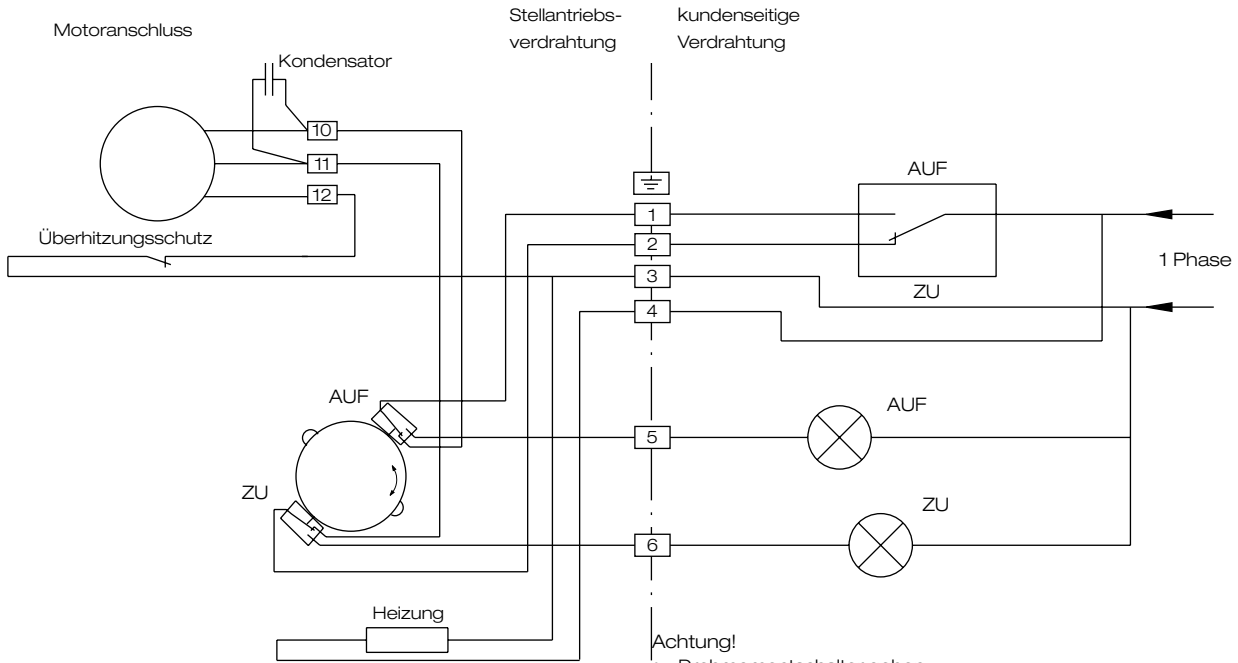 Motoranschluss
Stellantriebs-
verdrahtung
kundenseitige
Verdrahtung
Kondensator
10
11
12
Überhitzungsschutz
AUF
1
2
3
4
ZU
1 Phase
AUF
ZU
5
AUF
6
ZU
Heizung
Achtung!